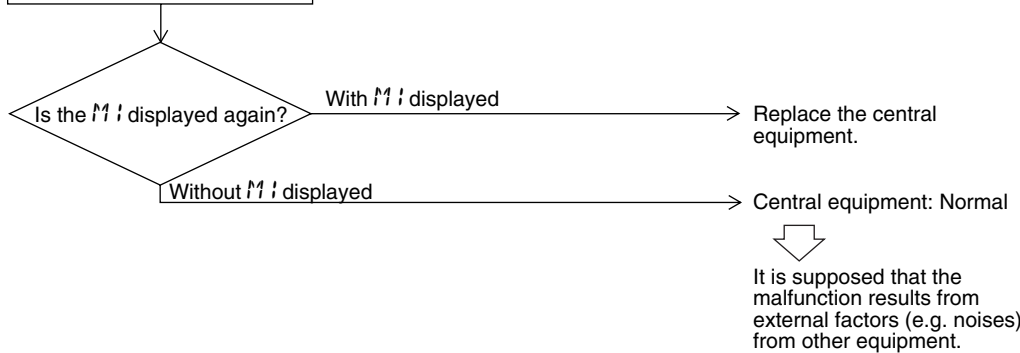 With M1 displayed
Is the M1 displayed again?
Replace the central
equipment.
Without M1 displayed
Central equipment: Normal
It is supposed that the
malfunction results from
external factors (e.g. noises)
from other equipment.